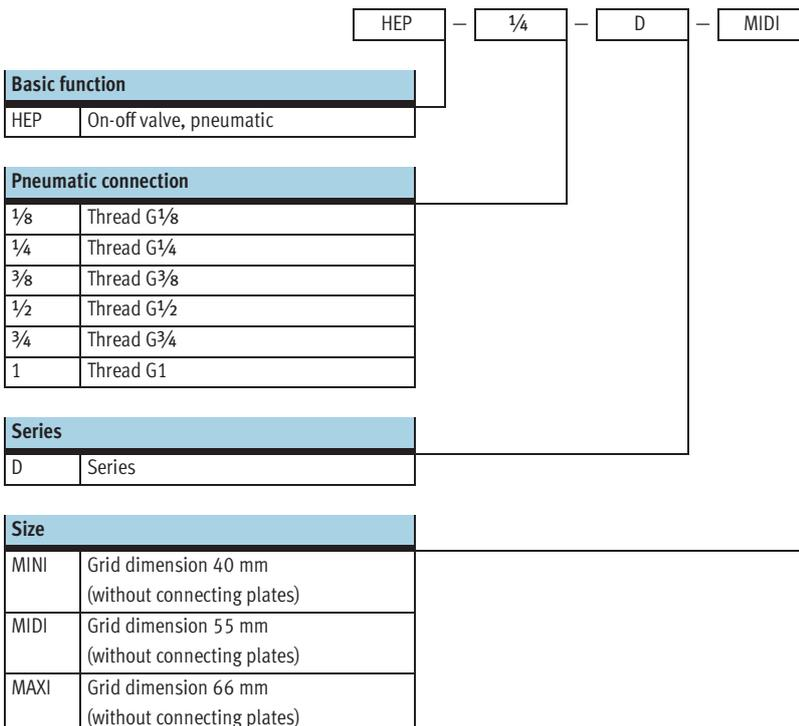 HEP – ¼ – D – MIDI
Basic function
HEP On-off valve, pneumatic
Pneumatic connection
⅛ Thread G⅛
¼ Thread G¼
⅜ Thread G⅜
½ Thread G½
¾ Thread G¾
1 Thread G1
Series
D Series
Size
MINI Grid dimension 40 mm
(without connecting plates)
MIDI Grid dimension 55 mm
(without connecting plates)
MAXI Grid dimension 66 mm
(without connecting plates)